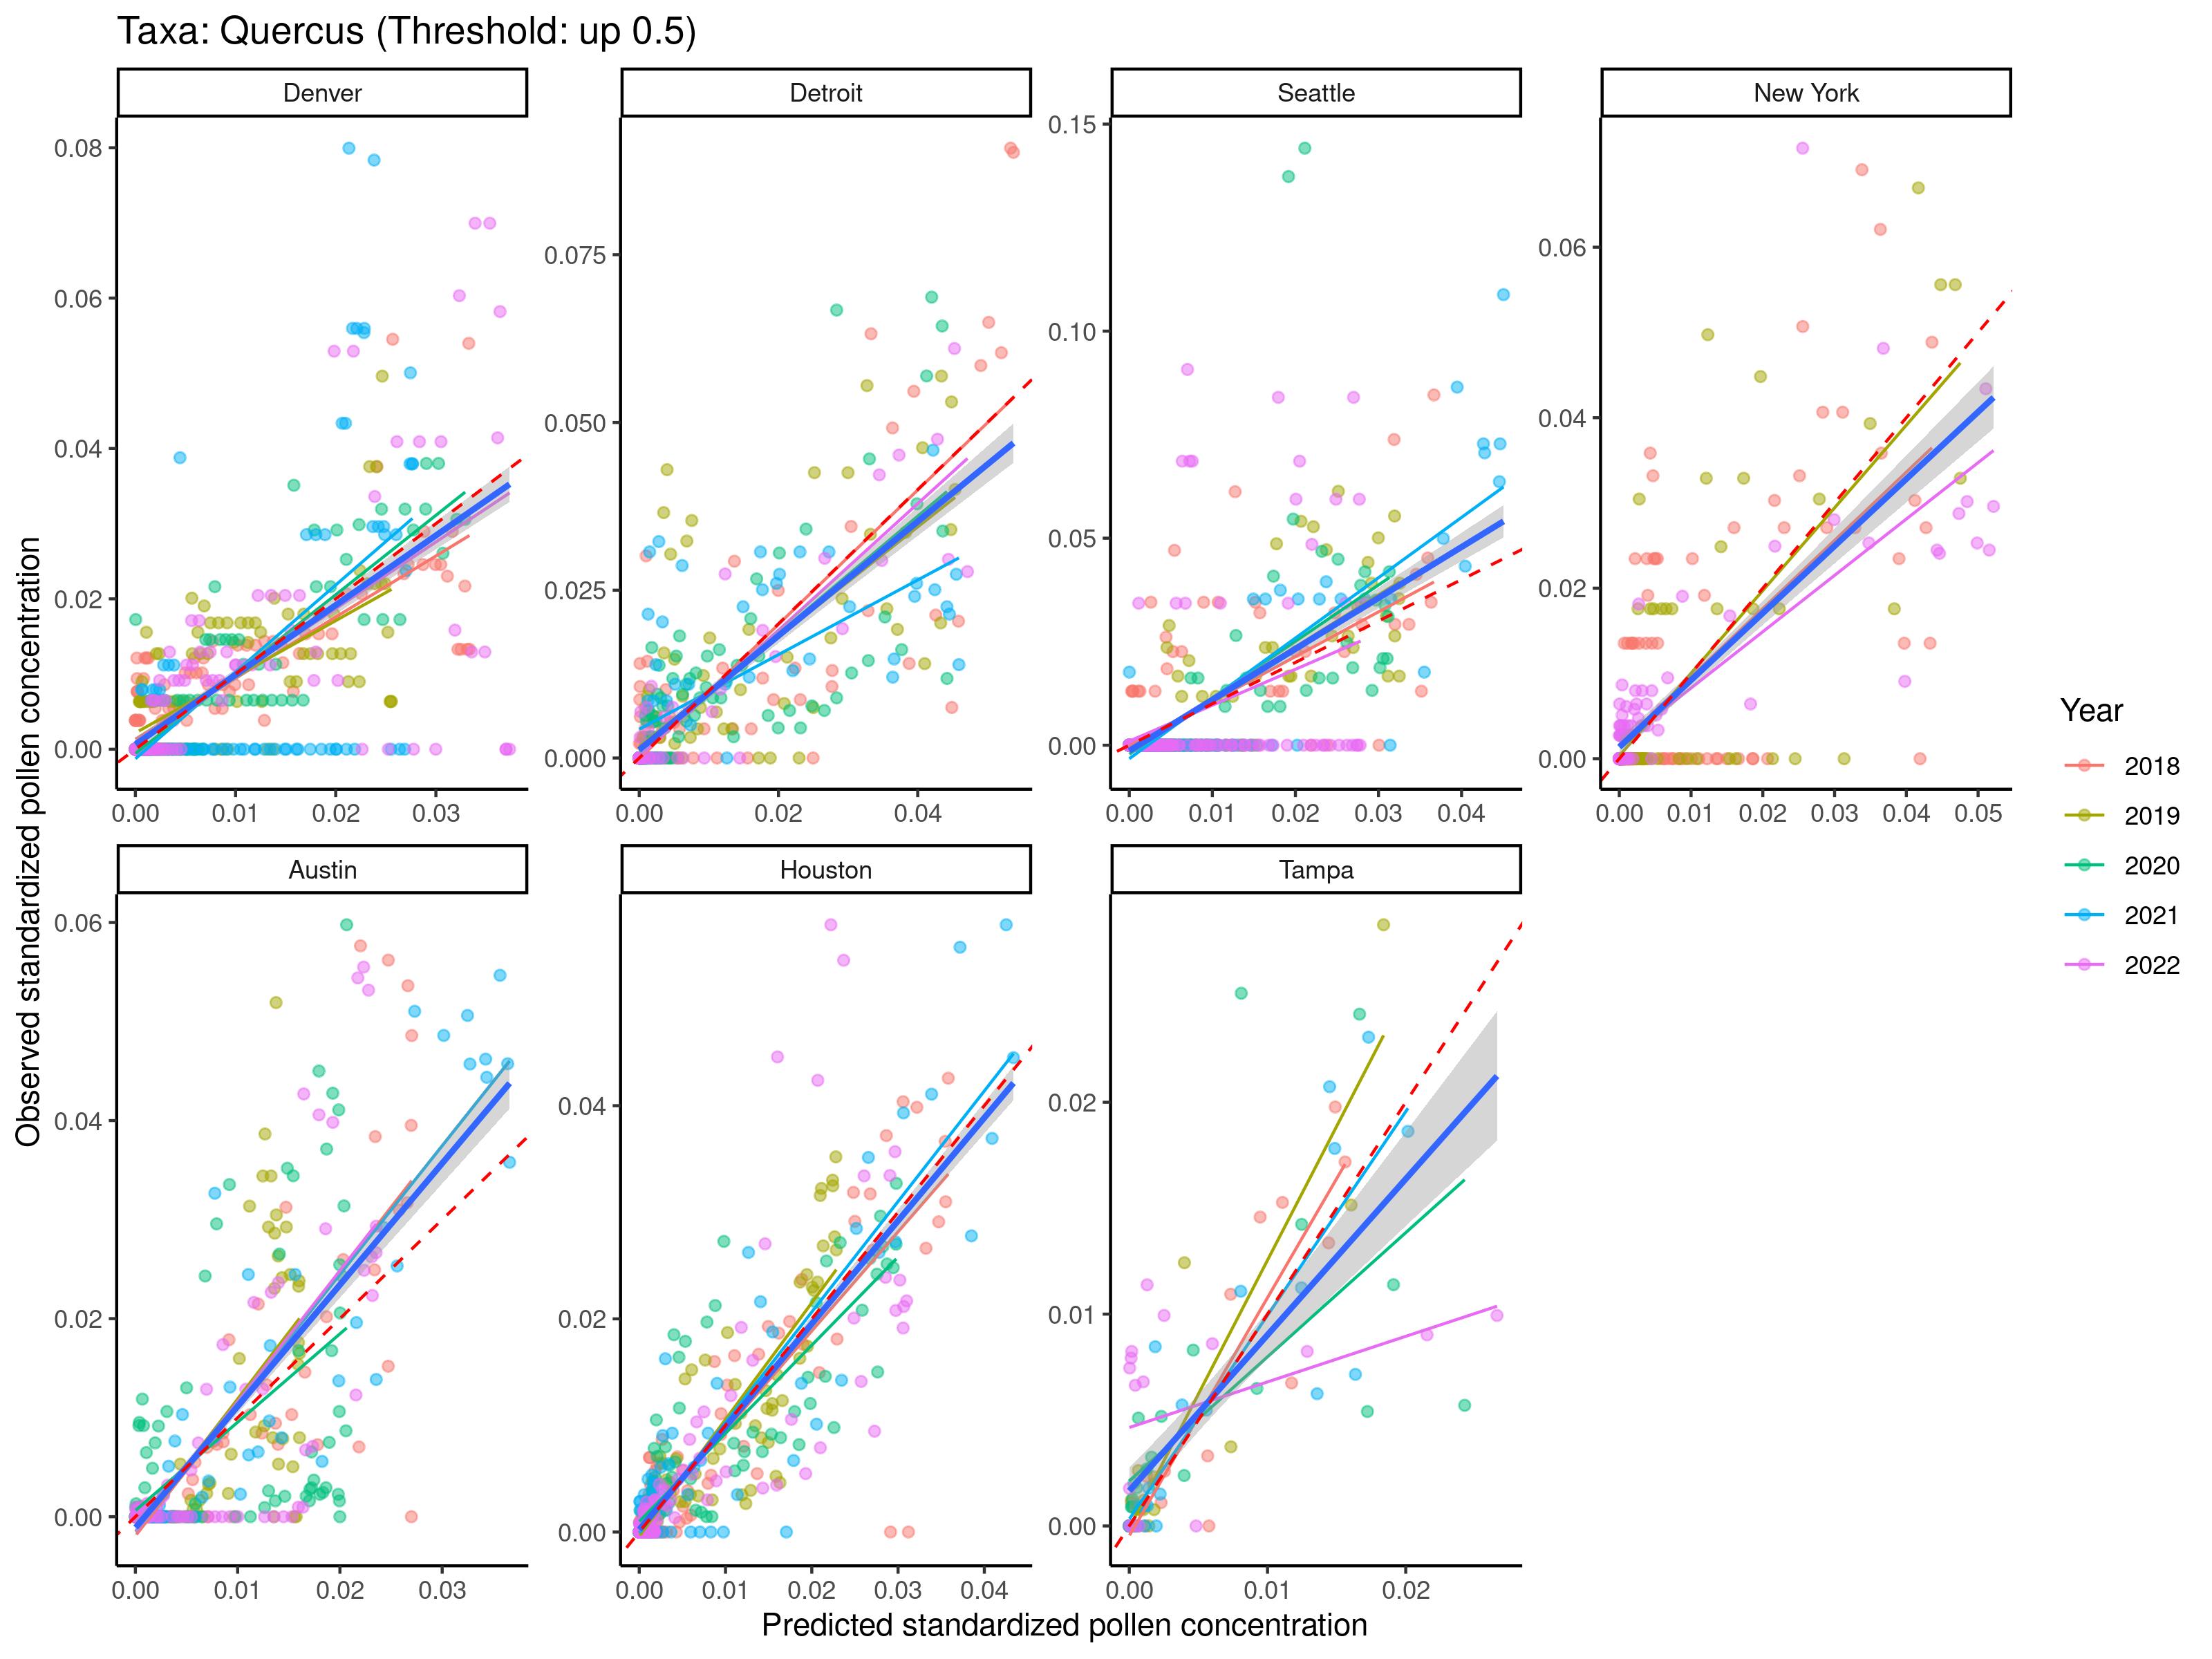 Taxa: Quercus (Threshold: up 0.5)
Denver
Detroit
Seattle
New York
0.08
0.06
0.04
0.02
0.00
0.075
0.050
0.025
0.000
0.15
0.10
0.05
0.00
0.06
0.04
0.02
0.00
0.00 0.01 0.02 0.03
0.00 0.02 0.04
0.00 0.01 0.02 0.03 0.04
0.00 0.01 0.02 0.03 0.04 0.05
Observed standardized pollen concentration
Austin
Houston
Tampa
0.06
0.04
0.02
0.00
0.04
0.02
0.00
0.02
0.01
0.00
0.00 0.01 0.02 0.03
0.00 0.01 0.02 0.03 0.04
0.00 0.01 0.02
Predicted standardized pollen concentration
Year
2018
2019
2020
2021
2022